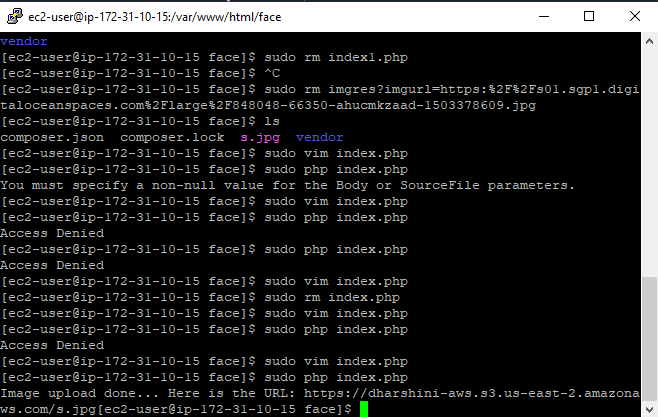 ec2-user@ip-172-31-10-15:/var/www/html/face
vendor
[ec2-user@ip-172-31-10-15 face]$ sudo rm index1.php
[ec2-user@ip-172-31-10-15 face]$ ^C
[ec2-user@ip-172-31-10-15 face]$ sudo rm imgres?imgurl=https:%2F%2Fs01.sgp1.digi
taloceanspaces.com%2Flarge%2F848048-66350-ahucmkzaad-1503378609.jpg
[ec2-user@ip-172-31-10-15 face]$ ls
composer.json  composer.lock  s.jpg  vendor
[ec2-user@ip-172-31-10-15 face]$ sudo vim index.php
[ec2-user@ip-172-31-10-15 face]$ sudo php index.php
You must specify a non-null value for the Body or SourceFile parameters.
[ec2-user@ip-172-31-10-15 face]$ sudo vim index.php
[ec2-user@ip-172-31-10-15 face]$ sudo php index.php
Access Denied
[ec2-user@ip-172-31-10-15 face]$ sudo php index.php
Access Denied
[ec2-user@ip-172-31-10-15 face]$ sudo vim index.php
[ec2-user@ip-172-31-10-15 face]$ sudo rm index.php
[ec2-user@ip-172-31-10-15 face]$ sudo vim index.php
[ec2-user@ip-172-31-10-15 face]$ sudo php index.php
Access Denied
[ec2-user@ip-172-31-10-15 face]$ sudo vim index.php
[ec2-user@ip-172-31-10-15 face]$ sudo php index.php
Image upload done... Here is the URL: https://dharshini-aws.s3.us-east-2.amazona
ws.com/s.jpg[ec2-user@ip-172-31-10-15 face]$